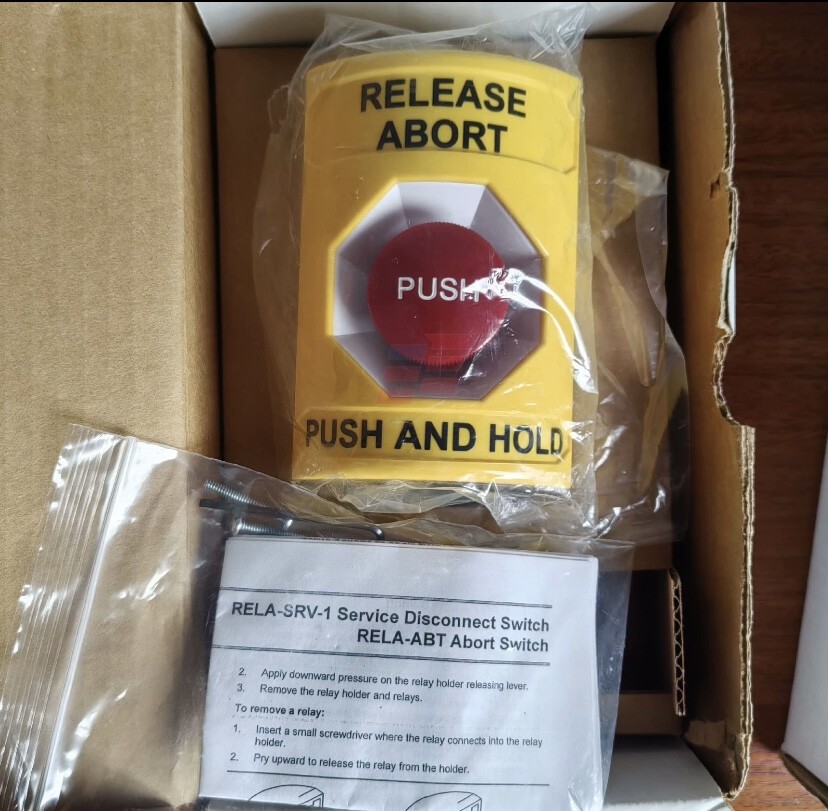 RELEASE
ABORT
PUSH
PUSH AND HOLD
RELA-SRV-1 Service Disconnect Switch
RELA-ABT Abort Switch
2. Apply downward pressure on the relay holder releasing lever.
3. Remove the relay holder and relays.
To remove a relay:
1. Insert a small screwdriver where the relay connects into the relay
holder.
2. Pry upward to release the relay from the holder.